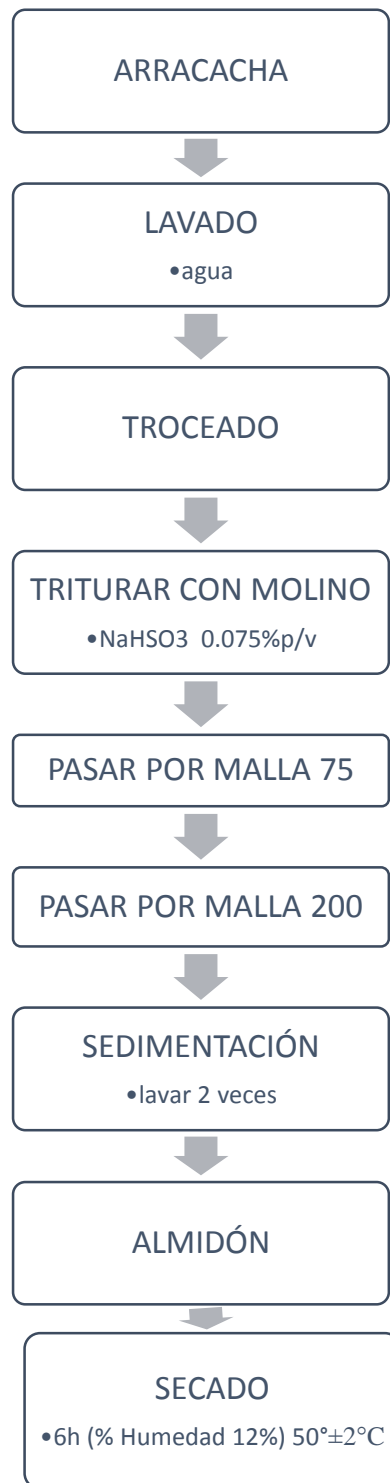 ARRACACHA
LAVADO
•agua
TROCEADO
TRITURAR CON MOLINO
•NaHSO3 0.075%p/v
PASAR POR MALLA 75
PASAR POR MALLA 200
SEDIMENTACIÓN
•lavar 2 veces
ALMIDÓN
SECADO
•6h (% Humedad 12%) 50°±2°C